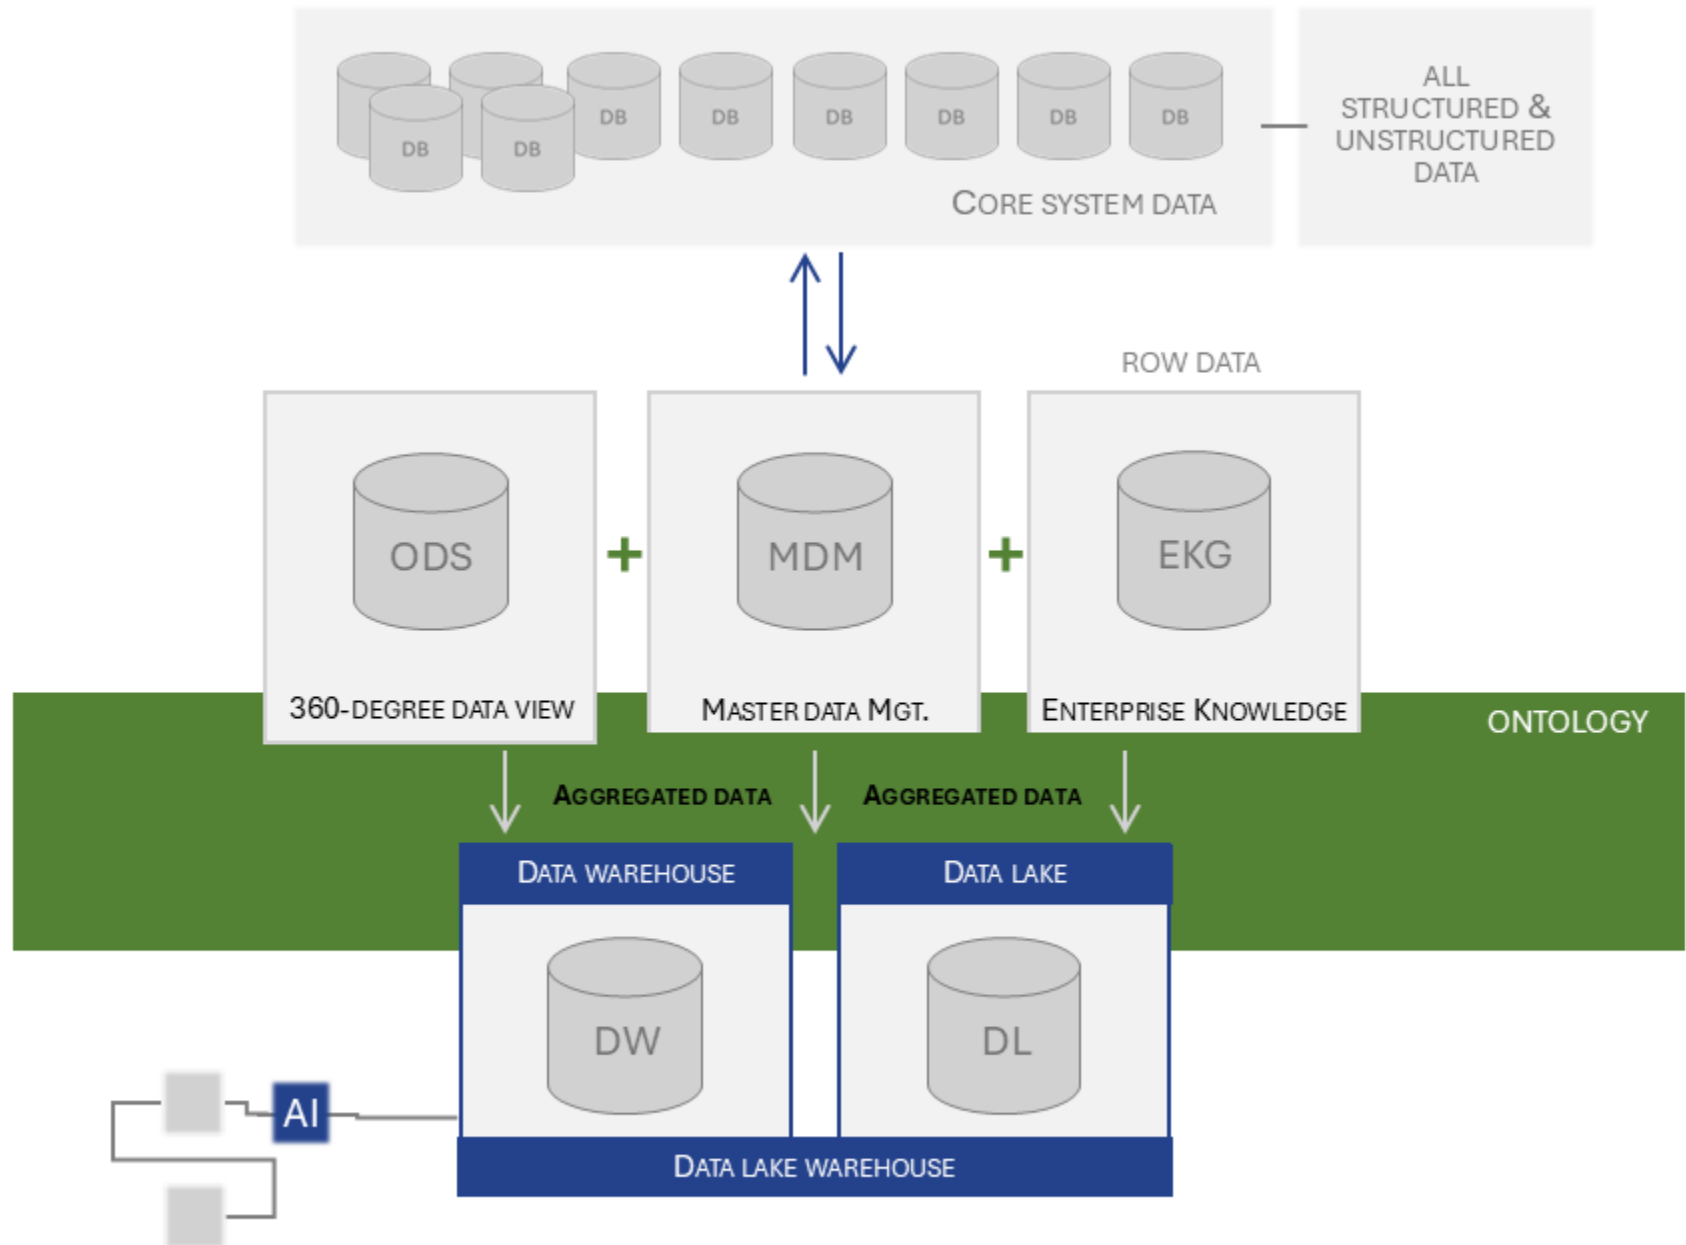 DB
DB
DB
DB
DB
DB
DB
DB
CORE SYSTEM DATA
ALL
STRUCTURED &
UNSTRUCTURED
DATA
ROW DATA
ODS
+
MDM
+
EKG
360-DEGREE DATA VIEW
MASTER DATA MGT.
ENTERPRISE KNOWLEDGE
ONTOLOGY
AGGREGATED DATA
AGGREGATED DATA
DATA WAREHOUSE
DATA LAKE
DW
DL
AI
DATA LAKE WAREHOUSE